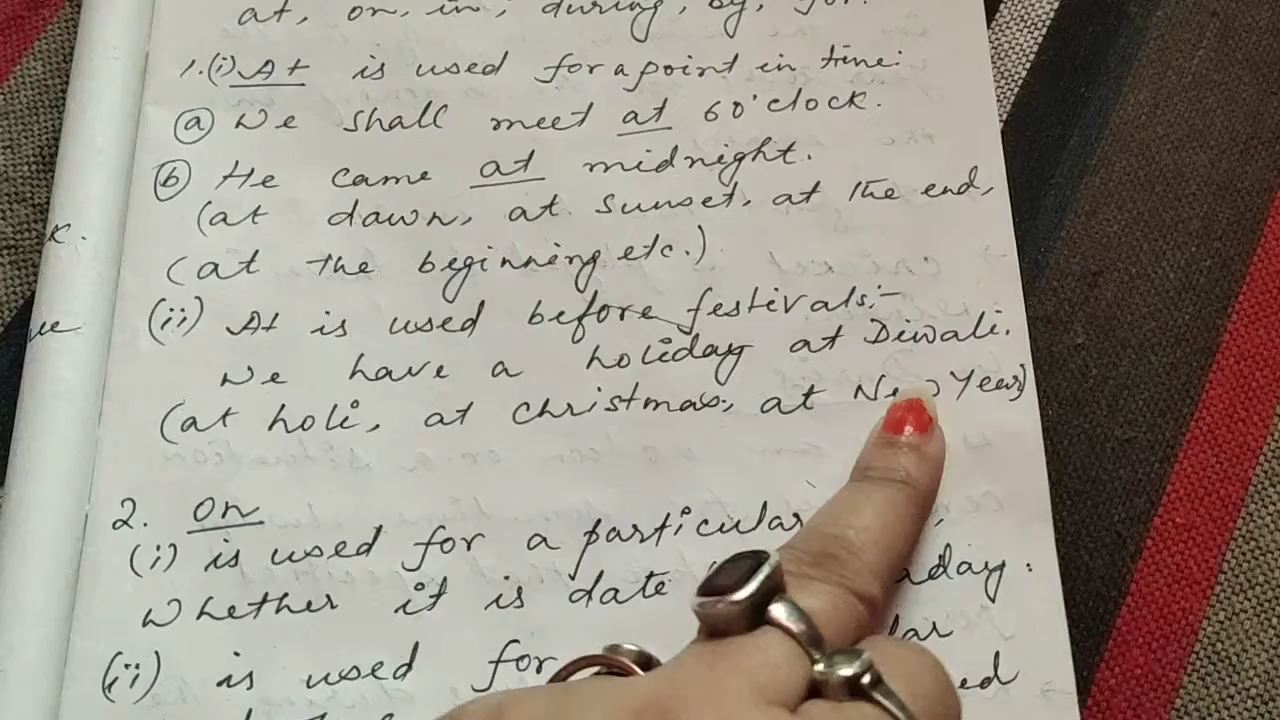 at, on, in, during, by, for.
1.(i) At is used for a point in time:
(a) We shall meet at 6 o'clock.
(b) He came at midnight.
(at dawn, at sunset, at the end,
(at the beginning etc.)
(ii) At is used before festivals:-
We have a holiday at Diwali.
(at holi, at christmas, at New Year)
2. on
(i) is used for a particular
Whether it is date
(ii) is used for
k.